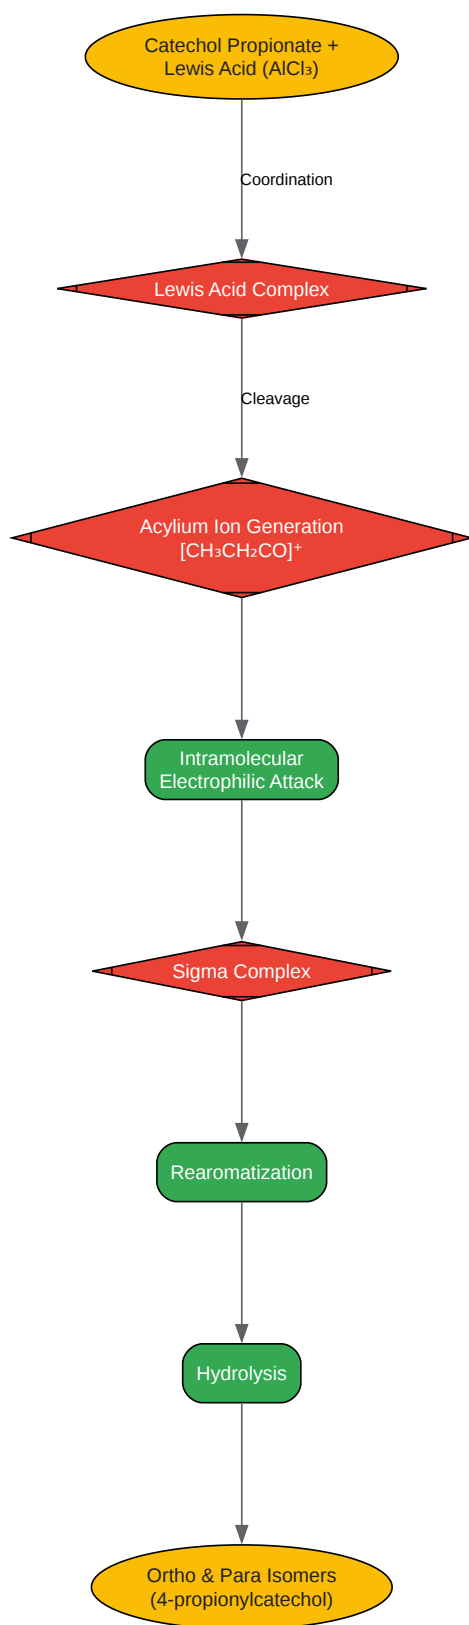 Catechol Propionate +
Lewis Acid (AlCl₃)
Coordination
Lewis Acid Complex
Cleavage
Acylium Ion Generation
[CH₃CH₂CO]⁺
Intramolecular
Electrophilic Attack
Sigma Complex
Rearomatization
Hydrolysis
Ortho & Para Isomers
(4-propionylcatechol)